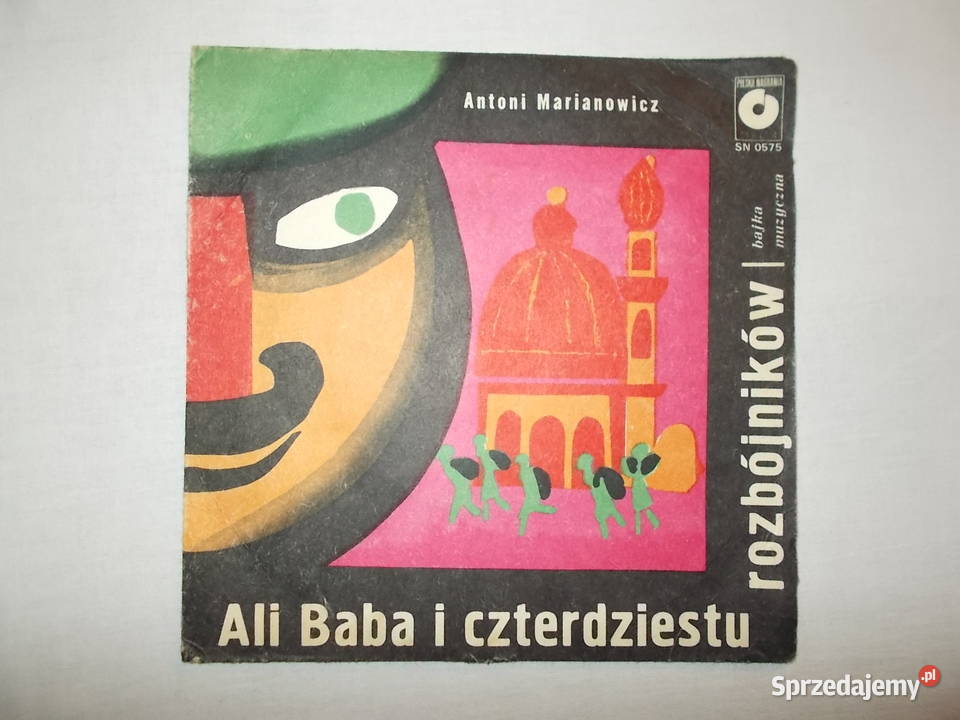 Antoni Marianowicz
POLSKIE NAGRANIA
SN 0575
Ali Baba i czterdziestu
rozbójników
bajka
muzyczna
Sprzedajemy.pl